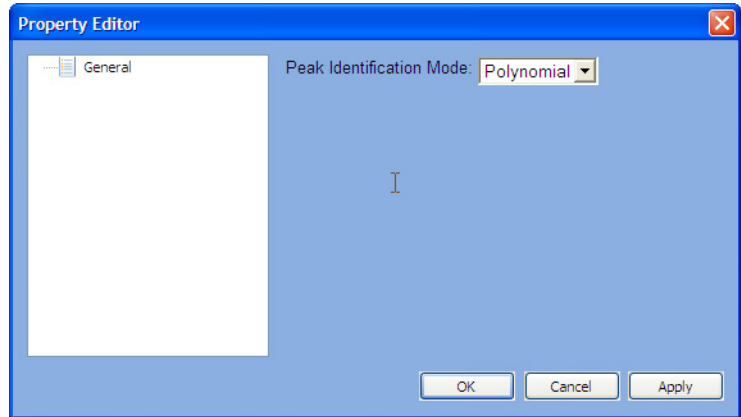 Property Editor
General
Peak Identification Mode: Polynomial
OK Cancel Apply